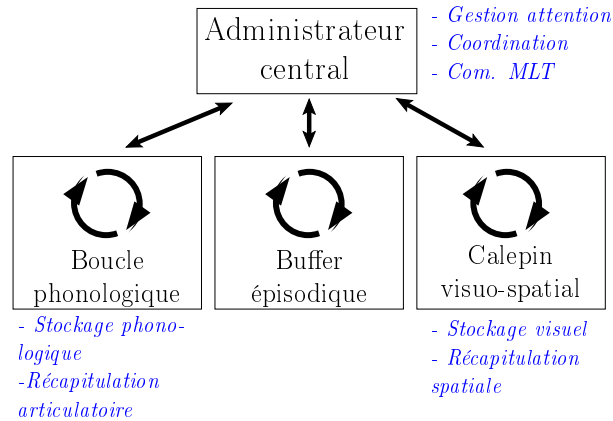 Administrateur
central
- Gestion attention
- Coordination
- Com. MLT
Boucle
phonologique
Buffer
épisodique
Calepin
visuo-spatial
- Stockage phono-
logique
-Récapitulation
articulatoire
- Stockage visuel
- Récapitulation
spatiale